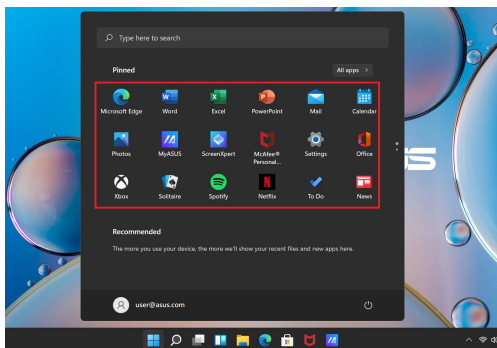 Type here to search
Pinned
All apps >
Microsoft Edge Word Excel PowerPoint Mail Calendar
Photos MyASUS ScreenXpert McAfee® Personal... Settings Office
Xbox Solitaire Spotify Netflix To Do News
Recommended
The more you use your device, the more we'll show your recent files and new apps here.
user@asus.com